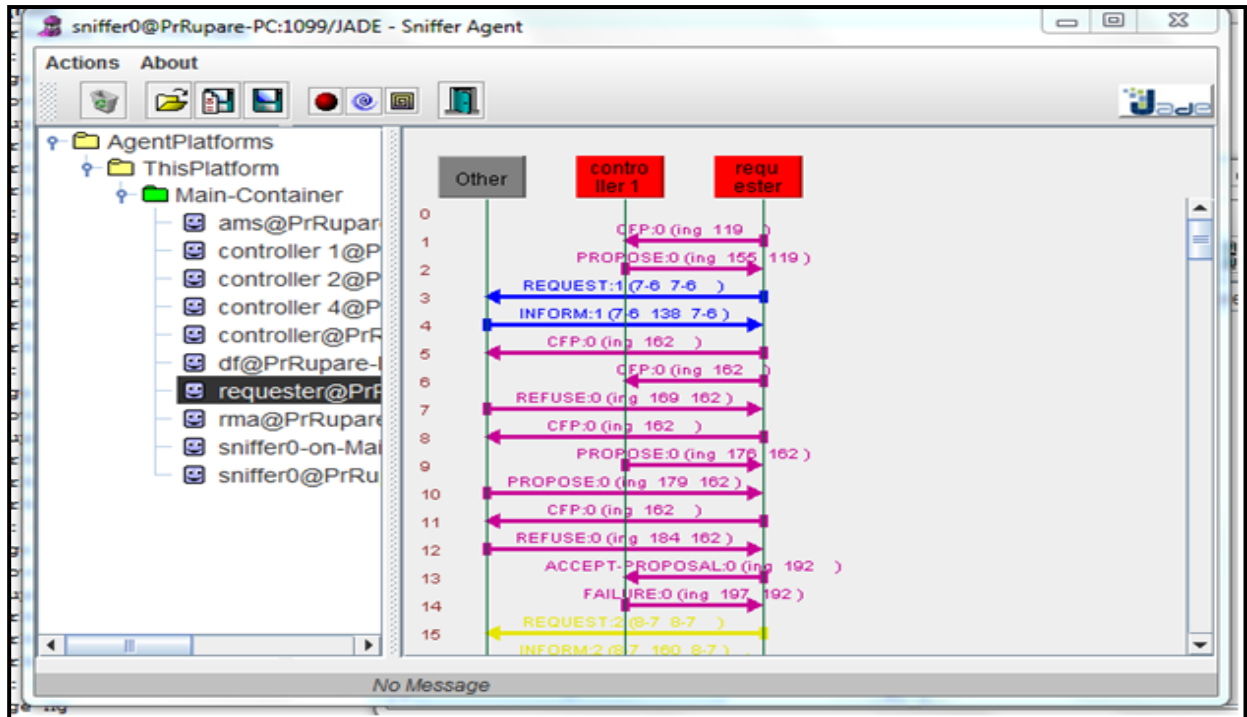 sniffer0@PrRupare-PC:1099/JADE - Sniffer Agent
Actions About
Jade
AgentPlatforms
ThisPlatform
Main-Container
ams@PrRupar
controller 1@P
controller 2@P
controller 4@P
controller@PrR
df@PrRupare-
requester@PrF
rma@PrRupare
sniffer0-on-Mai
sniffer0@PrRu
Other
contro
ller 1
requ
ester
0
CFP:0 (ing 119 )
1
PROPOSE:0 (ing 155 119 )
2
REQUEST:1 (7-6 7-6 )
3
INFORM:1 (7-6 138 7-6 )
4
CFP:0 (ing 162 )
5
CFP:0 (ing 162 )
6
REFUSE:0 (ing 169 162 )
7
CFP:0 (ing 162 )
8
PROPOSE:0 (ing 176 162 )
9
PROPOSE:0 (ing 179 162 )
10
CFP:0 (ing 162 )
11
REFUSE:0 (ing 184 162 )
12
ACCEPT-PROPOSAL:0 (ing 192 )
13
FAILURE:0 (ing 197 192 )
14
REQUEST:2 (8-7 8-7 )
15
INFORM:2 (8-7 160 8-7 )
No Message